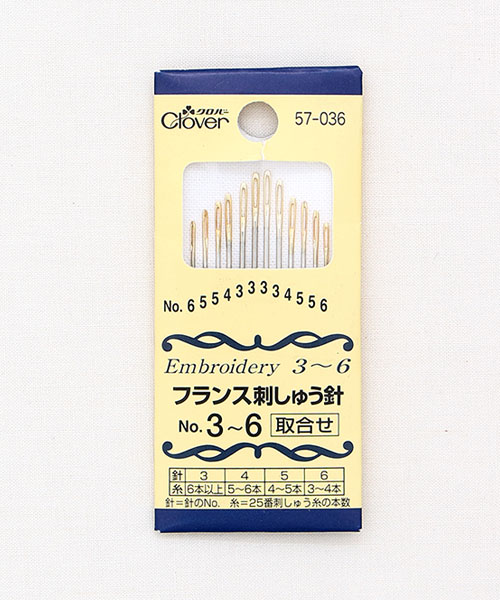 クロバー
Clover
57-036
No. 6 5 5 4 3 3 3 3 4 5 5 6
Embroidery 3～6
フランス刺しゅう針
No. 3～6 取合せ
針 3 4 5 6
糸 6本以上 5～6本 4～5本 3～4本
針=針のNo. 糸=25番刺しゅう糸の本数